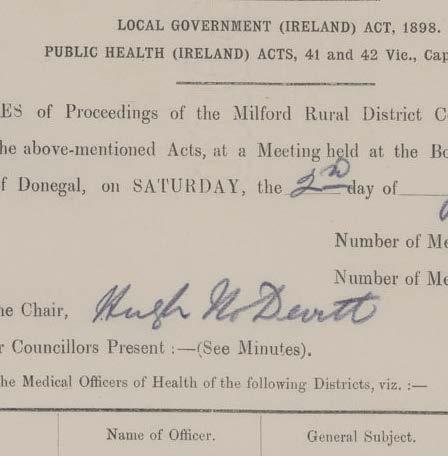 LOCAL GOVERNMENT (IRELAND) ACT, 1898.
PUBLIC HEALTH (IRELAND) ACTS, 41 and 42 Vic., Cap
ES of Proceedings of the Milford Rural District C
he above-mentioned Acts, at a Meeting held at the Bo
f Donegal, on SATURDAY, the 2nd day of
Number of Me
Number of Me
he Chair, Hugh McDevitt
r Councillors Present :—(See Minutes).
he Medical Officers of Health of the following Districts, viz. :—
Name of Officer. General Subject.